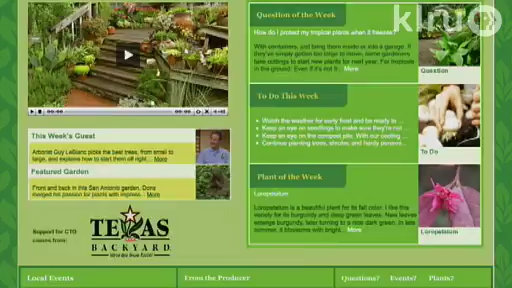 klru
Question of the Week
How do I protect my tropical plants when it freezes?
With containers, just bring them inside or into a garage. If
they've simply gotten too large to move, some gardeners
take cuttings to start new plants for next year. For tropicals
in the ground: Even if it's not ... More
Question
To Do This Week
Watch the weather for early frost and be ready to ...
Keep an eye on seedlings to make sure they're not ...
Keep an eye on the compost pile. With our cooling ...
Continue planting trees, shrubs, and hardy perenn...
To Do
This Week's Guest
Arborist Guy LeBlanc picks the best trees, from small to
large, and explains how to start them off right... More
Featured Garden
Front and back in this San Antonio garden, Dona
merged his passion for plants with impress... More
Plant of the Week
Loropetalum
Loropetalum is a beautiful plant for its fall color. I like this
variety for its burgundy and deep green leaves. New leaves
emerge burgundy, later turning to a nice dark green. In late
summer, it blossoms with bright... More
Loropetalum
Support for CTG
comes from:
TEXAS
BACKYARD
Local Events
From the Producer
Questions?
Events?
Plants?